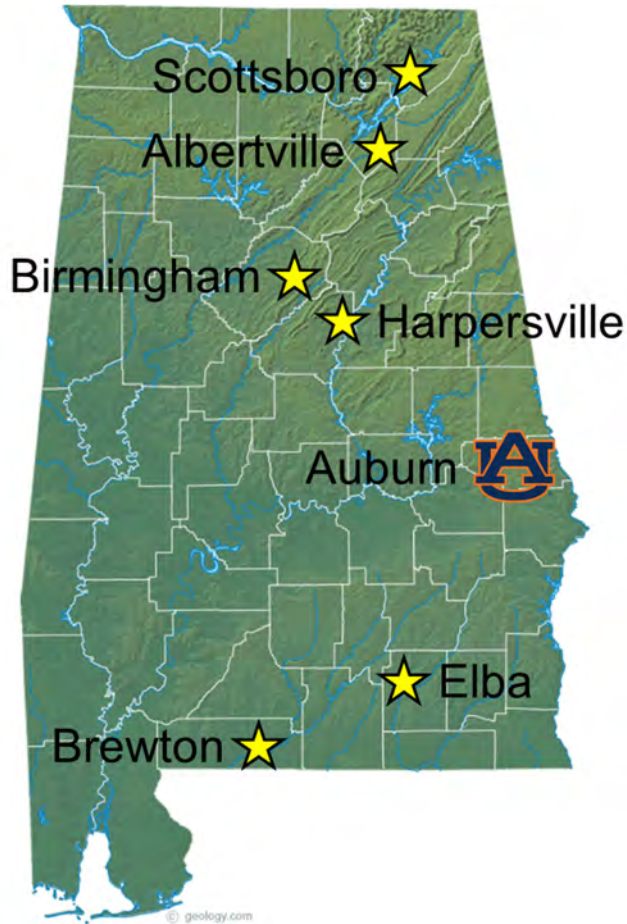 Scottsboro
Albertville
Birmingham
Harpersville
Auburn
AU
Elba
Brewton
© geology.com